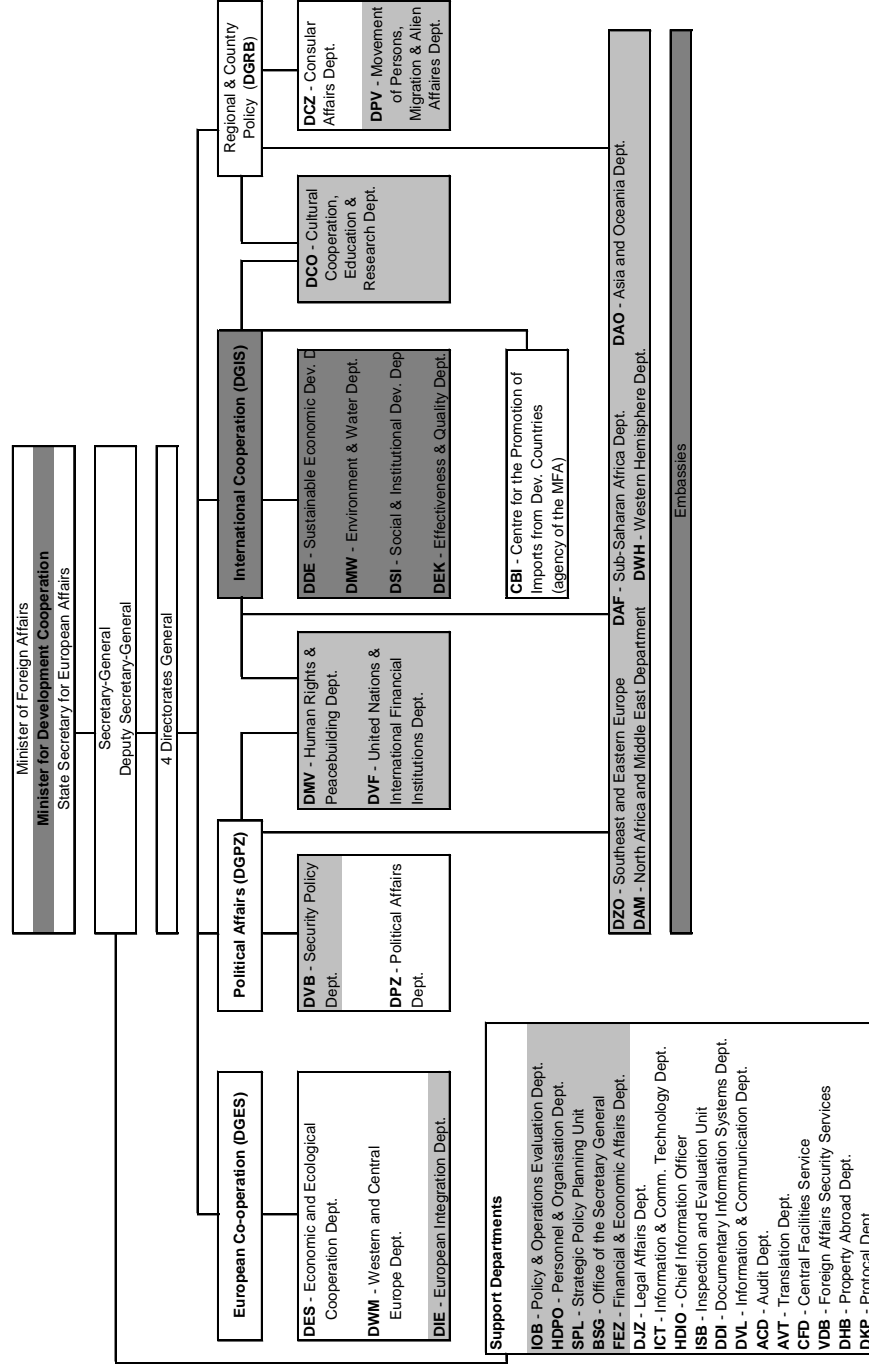 Minister of Foreign Affairs
Minister for Development Cooperation
State Secretary for European Affairs
Secretary-General
Deputy Secretary-General
4 Directorates General
European Co-operation (DGES)
Political Affairs (DGPZ)
International Cooperation (DGIS)
Regional & Country
Policy (DGRB)
DES - Economic and Ecological
Cooperation Dept.
DWM - Western and Central
Europe Dept.
DIE - European Integration Dept.
DVB - Security Policy
Dept.
DPZ - Political Affairs
Dept.
DMV - Human Rights &
Peacebuilding Dept.
DVF - United Nations &
International Financial
Institutions Dept.
DDE - Sustainable Economic Dev. D
DMW - Environment & Water Dept.
DSI - Social & Institutional Dev. Dep
DEK - Effectiveness & Quality Dept.
DCO - Cultural
Cooperation,
Education &
Research Dept.
DCZ - Consular
Affairs Dept.
DPV - Movement
of Persons,
Migration & Alien
Affaires Dept.
CBI - Centre for the Promotion of
Imports from Dev. Countries
(agency of the MFA)
Support Departments
IOB - Policy & Operations Evaluation Dept.
HDPO - Personnel & Organisation Dept.
SPL - Strategic Policy Planning Unit
BSG - Office of the Secretary General
FEZ - Financial & Economic Affairs Dept.
DJZ - Legal Affairs Dept.
ICT - Information & Comm. Technology Dept.
HDIO - Chief Information Officer
ISB - Inspection and Evaluation Unit
DDI - Documentary Information Systems Dept.
DVL - Information & Communication Dept.
ACD - Audit Dept.
AVT - Translation Dept.
CFD - Central Facilities Service
VDB - Foreign Affairs Security Services
DHB - Property Abroad Dept.
DKP - Protocal Dept.
DZO - Southeast and Eastern Europe DAF - Sub-Saharan Africa Dept. DAO - Asia and Oceania Dept.
DAM - North Africa and Middle East Department DWH - Western Hemisphere Dept.
Embassies